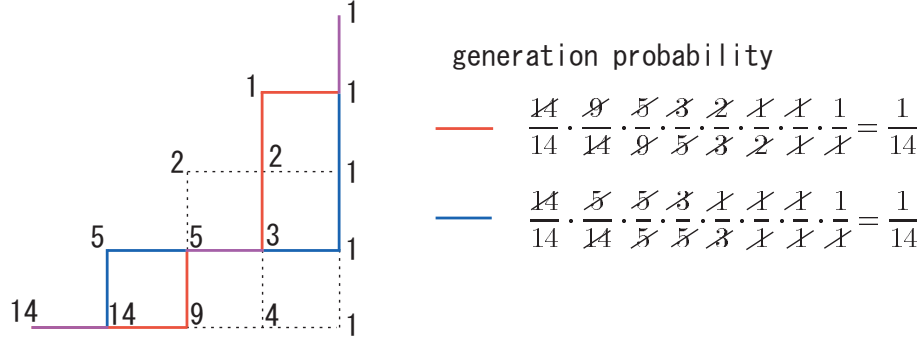 1
generation probability
1 1
14/14 · 9/14 · 5/9 · 3/5 · 2/3 · 1/2 · 1/1 · 1/1 = 1/14
2 2 1
14/14 · 5/14 · 5/5 · 3/5 · 1/3 · 1/1 · 1/1 · 1/1 = 1/14
5 5 3 1
14 14 9 4 1